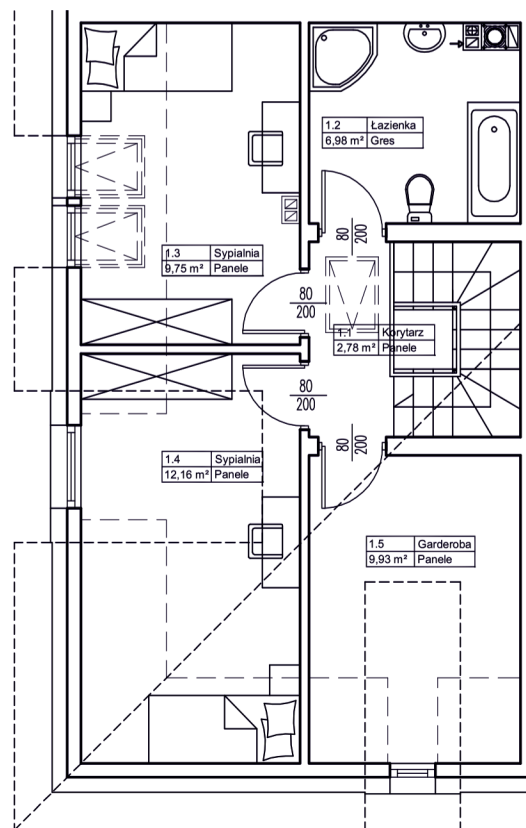 1.2 Łazienka
6,98 m² Gres
80
200
1.3 Sypialnia
9,75 m² Panele
80
200
1.1 Korytarz
2,78 m² Panele
80
200
80
200
1.4 Sypialnia
12,16 m² Panele
1.5 Garderoba
9,93 m² Panele